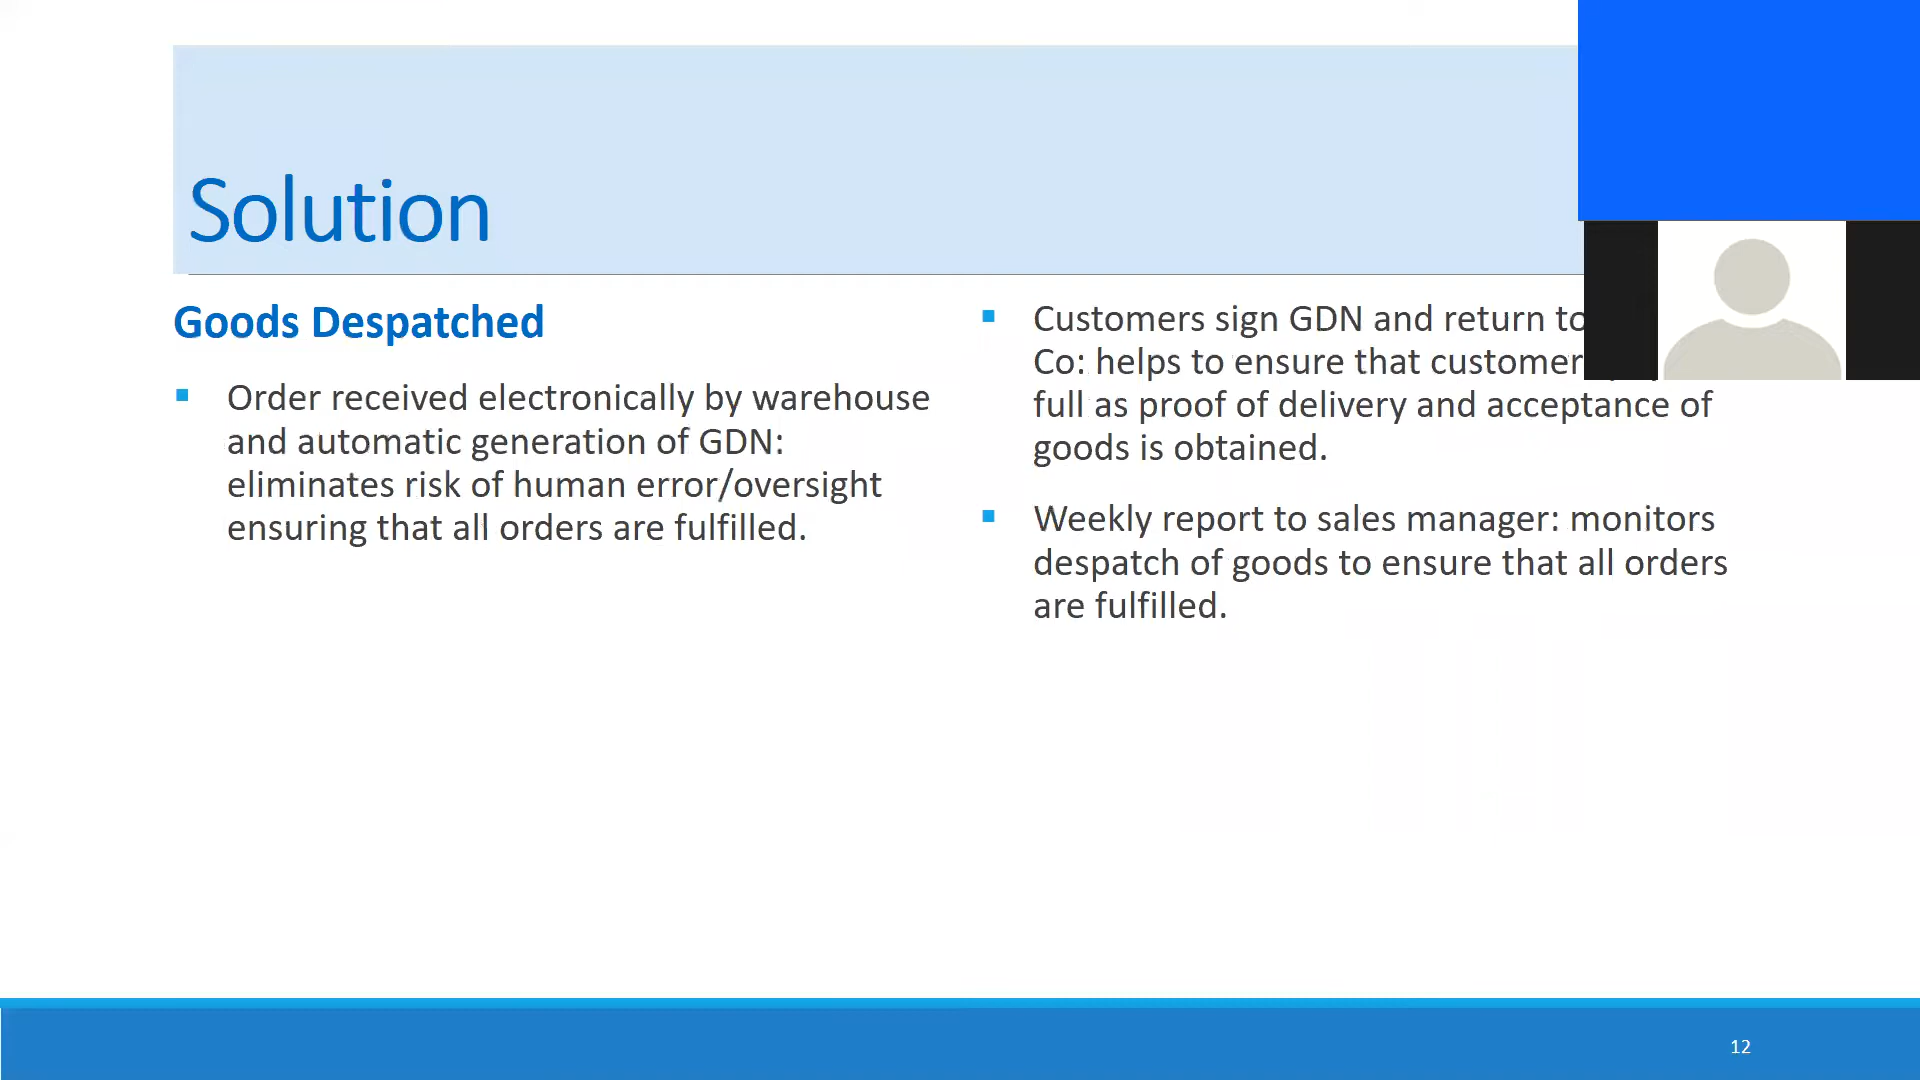 Solution
Goods Despatched
Order received electronically by warehouse
and automatic generation of GDN:
eliminates risk of human error/oversight
ensuring that all orders are fulfilled.
Customers sign GDN and return to
Co: helps to ensure that customer
full as proof of delivery and acceptance of
goods is obtained.
Weekly report to sales manager: monitors
despatch of goods to ensure that all orders
are fulfilled.
12